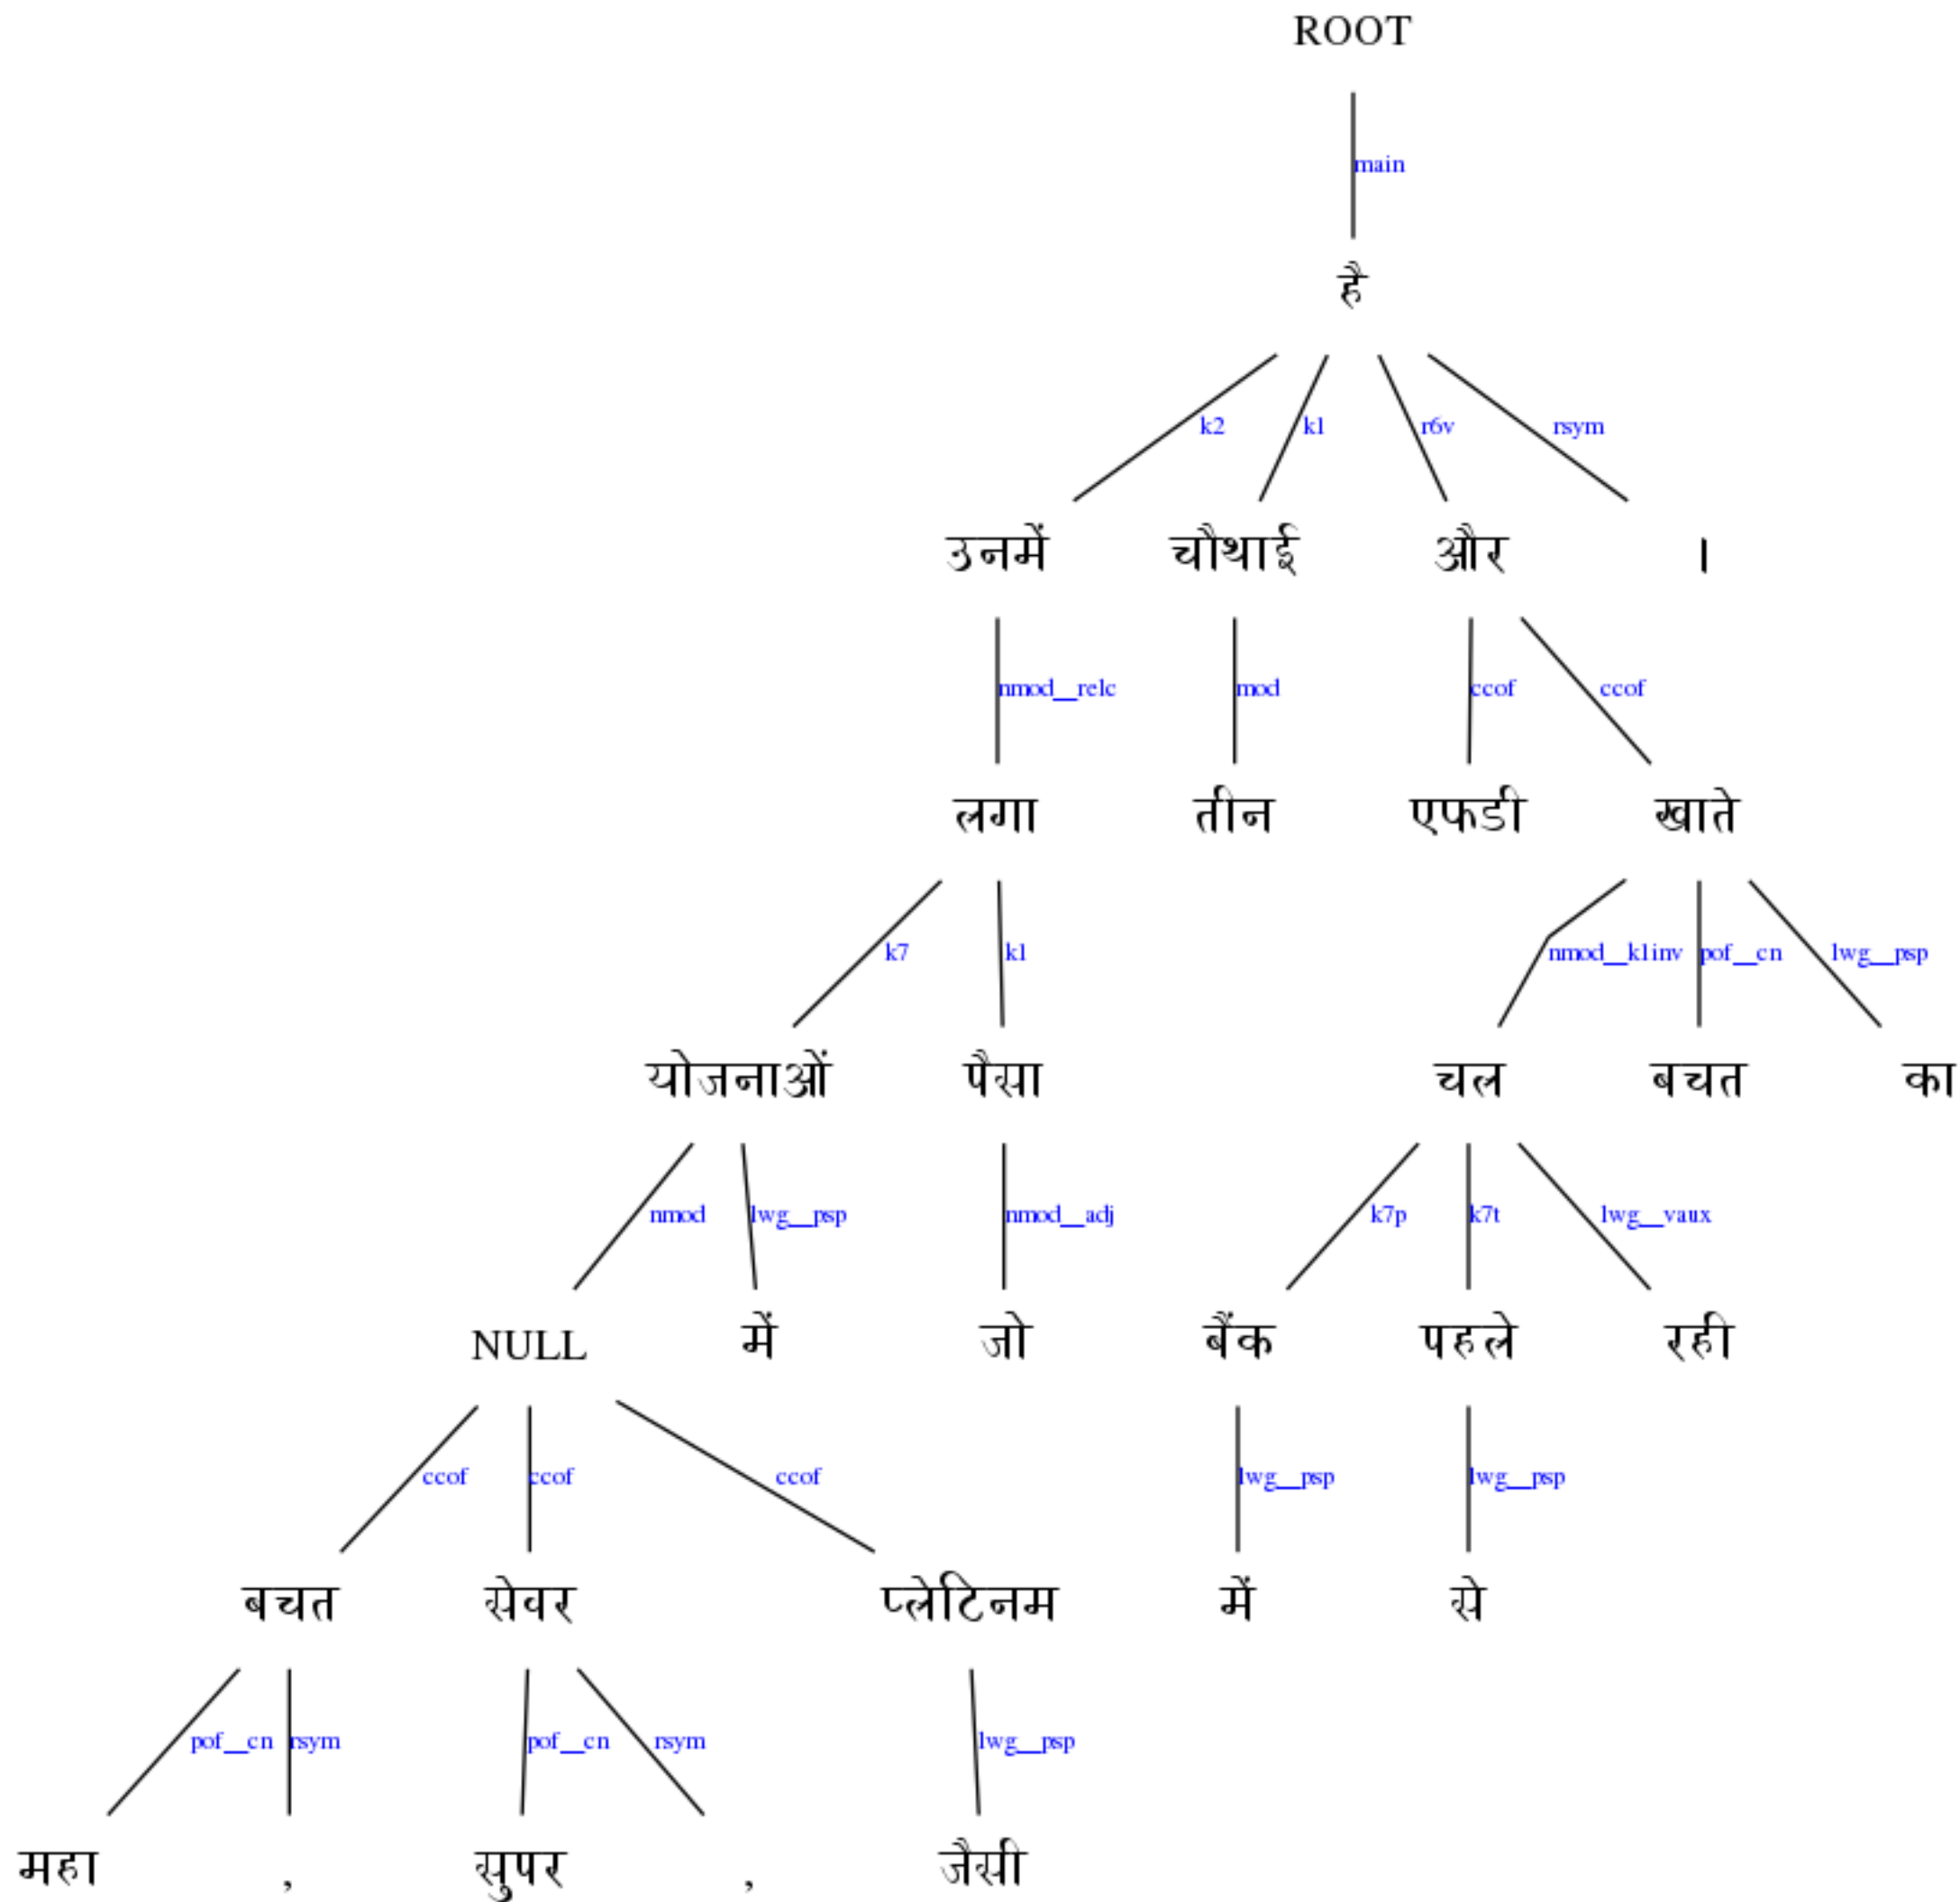 ROOT
main
है
k2 k1 r6v rsym
उनमें चौथाई और ।
nmod__relc mod ccof ccof
लगा तीन एफडी खाते
k7 k1 nmod__k1inv pof__cn lwg__psp
योजनाओं पैसा चल बचत का
nmod lwg__psp nmod__adj k7p k7t lwg__vaux
NULL में जो बैंक पहले रही
ccof ccof ccof lwg__psp lwg__psp
बचत सेवर प्लेटिनम में से
pof__cn rsym pof__cn rsym lwg__psp
महा , सुपर , जैसी